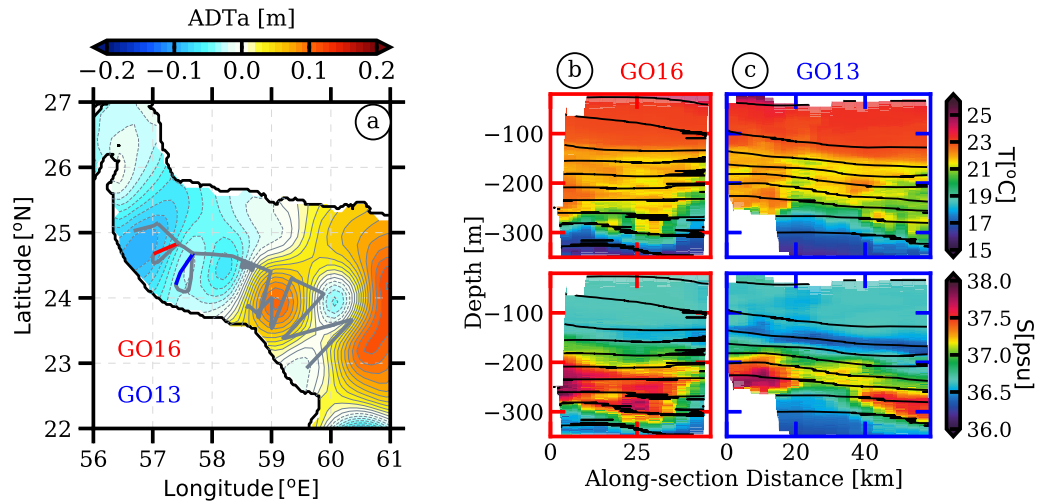 ADTa [m]
−0.2 −0.1 0.0 0.1 0.2
a
27
26
25
24
23
22
Latitude [°N]
GO16
GO13
56 57 58 59 60 61
Longitude [°E]
b GO16
c GO13
−100
−200
−300
−100
−200
−300
Depth [m]
0 0 20 40
Along-section Distance [km]
25
23
21
19
17
15
T[°C]
38.0
37.5
37.0
36.5
36.0
S[psu]